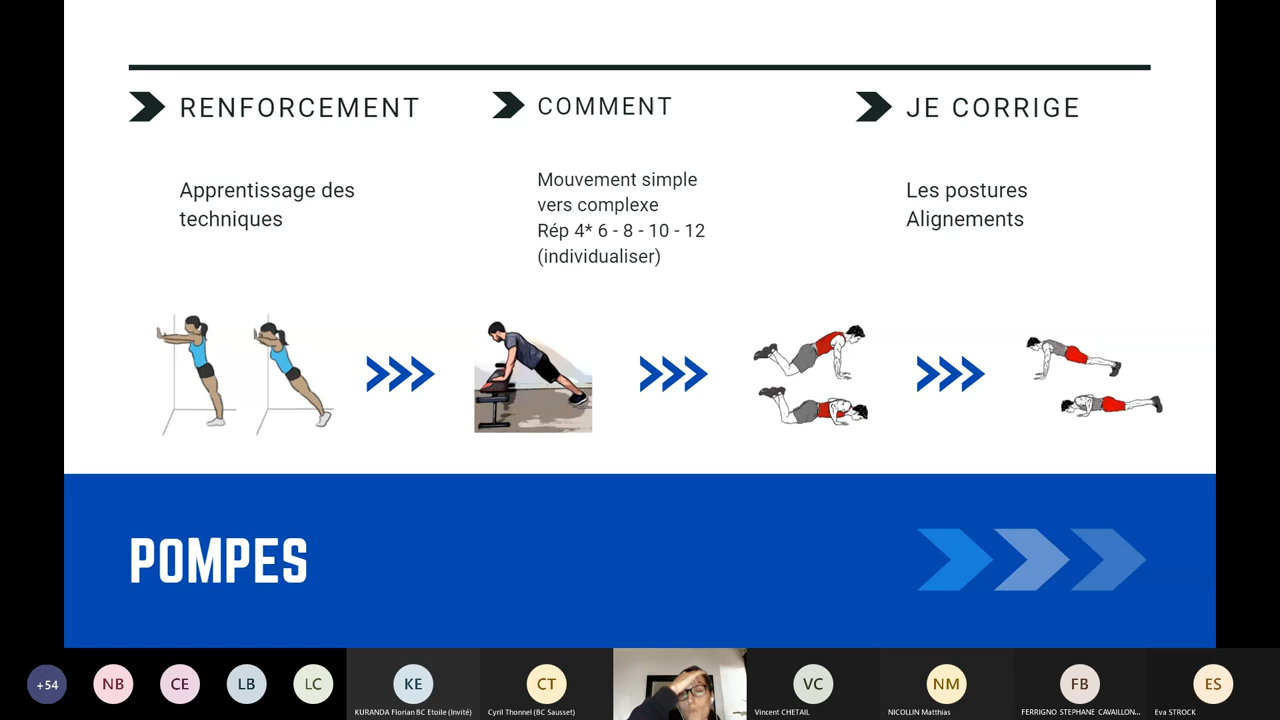 RENFORCEMENT
Apprentissage des
techniques
COMMENT
Mouvement simple
vers complexe
Rép 4* 6 - 8 - 10 - 12
(individualiser)
JE CORRIGE
Les postures
Alignements
POMPES
+54
NB
CE
LB
LC
KE
KURANDA Florian BC Etoile (Invité)
CT
Cyril Thonnel (BC Sausset)
VC
Vincent CHETAIL
NM
NICOLLIN Matthias
FB
FERRIGNO STEPHANE CAVAILLON...
ES
Eva STROCK